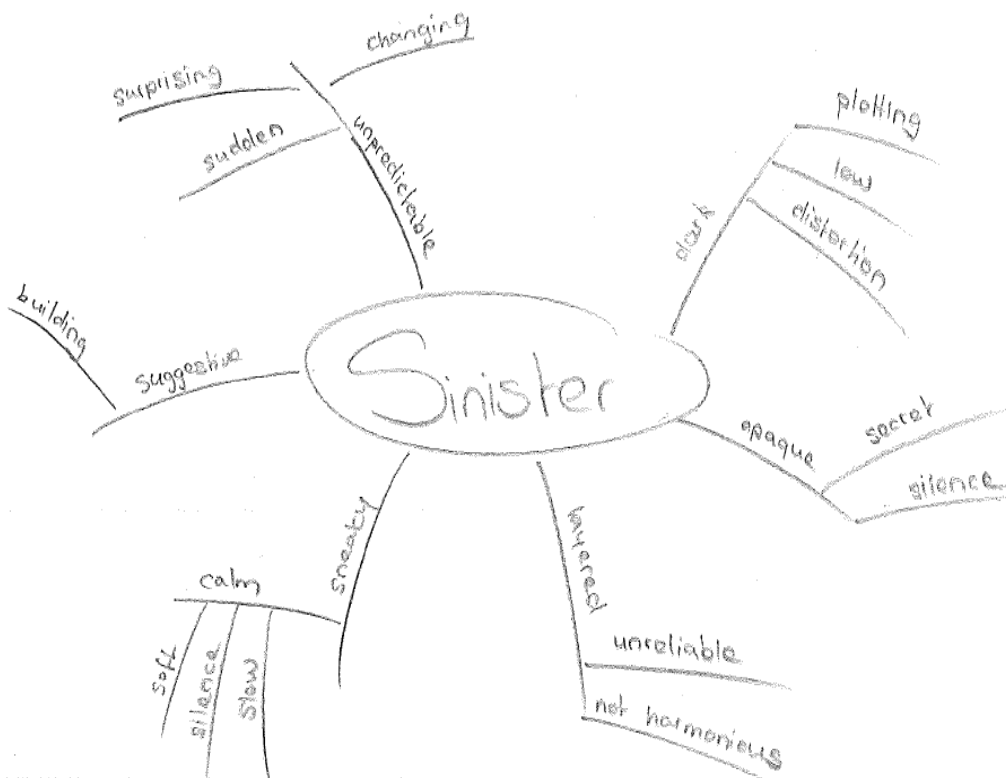 changing
surprising
sudden
unpredicteable
plotting
low
distortion
dark
building
suggestive
Sinister
opaque
secret
silence
sneaky
calm
soft
silence
slow
layered
unreliable
not harmonious